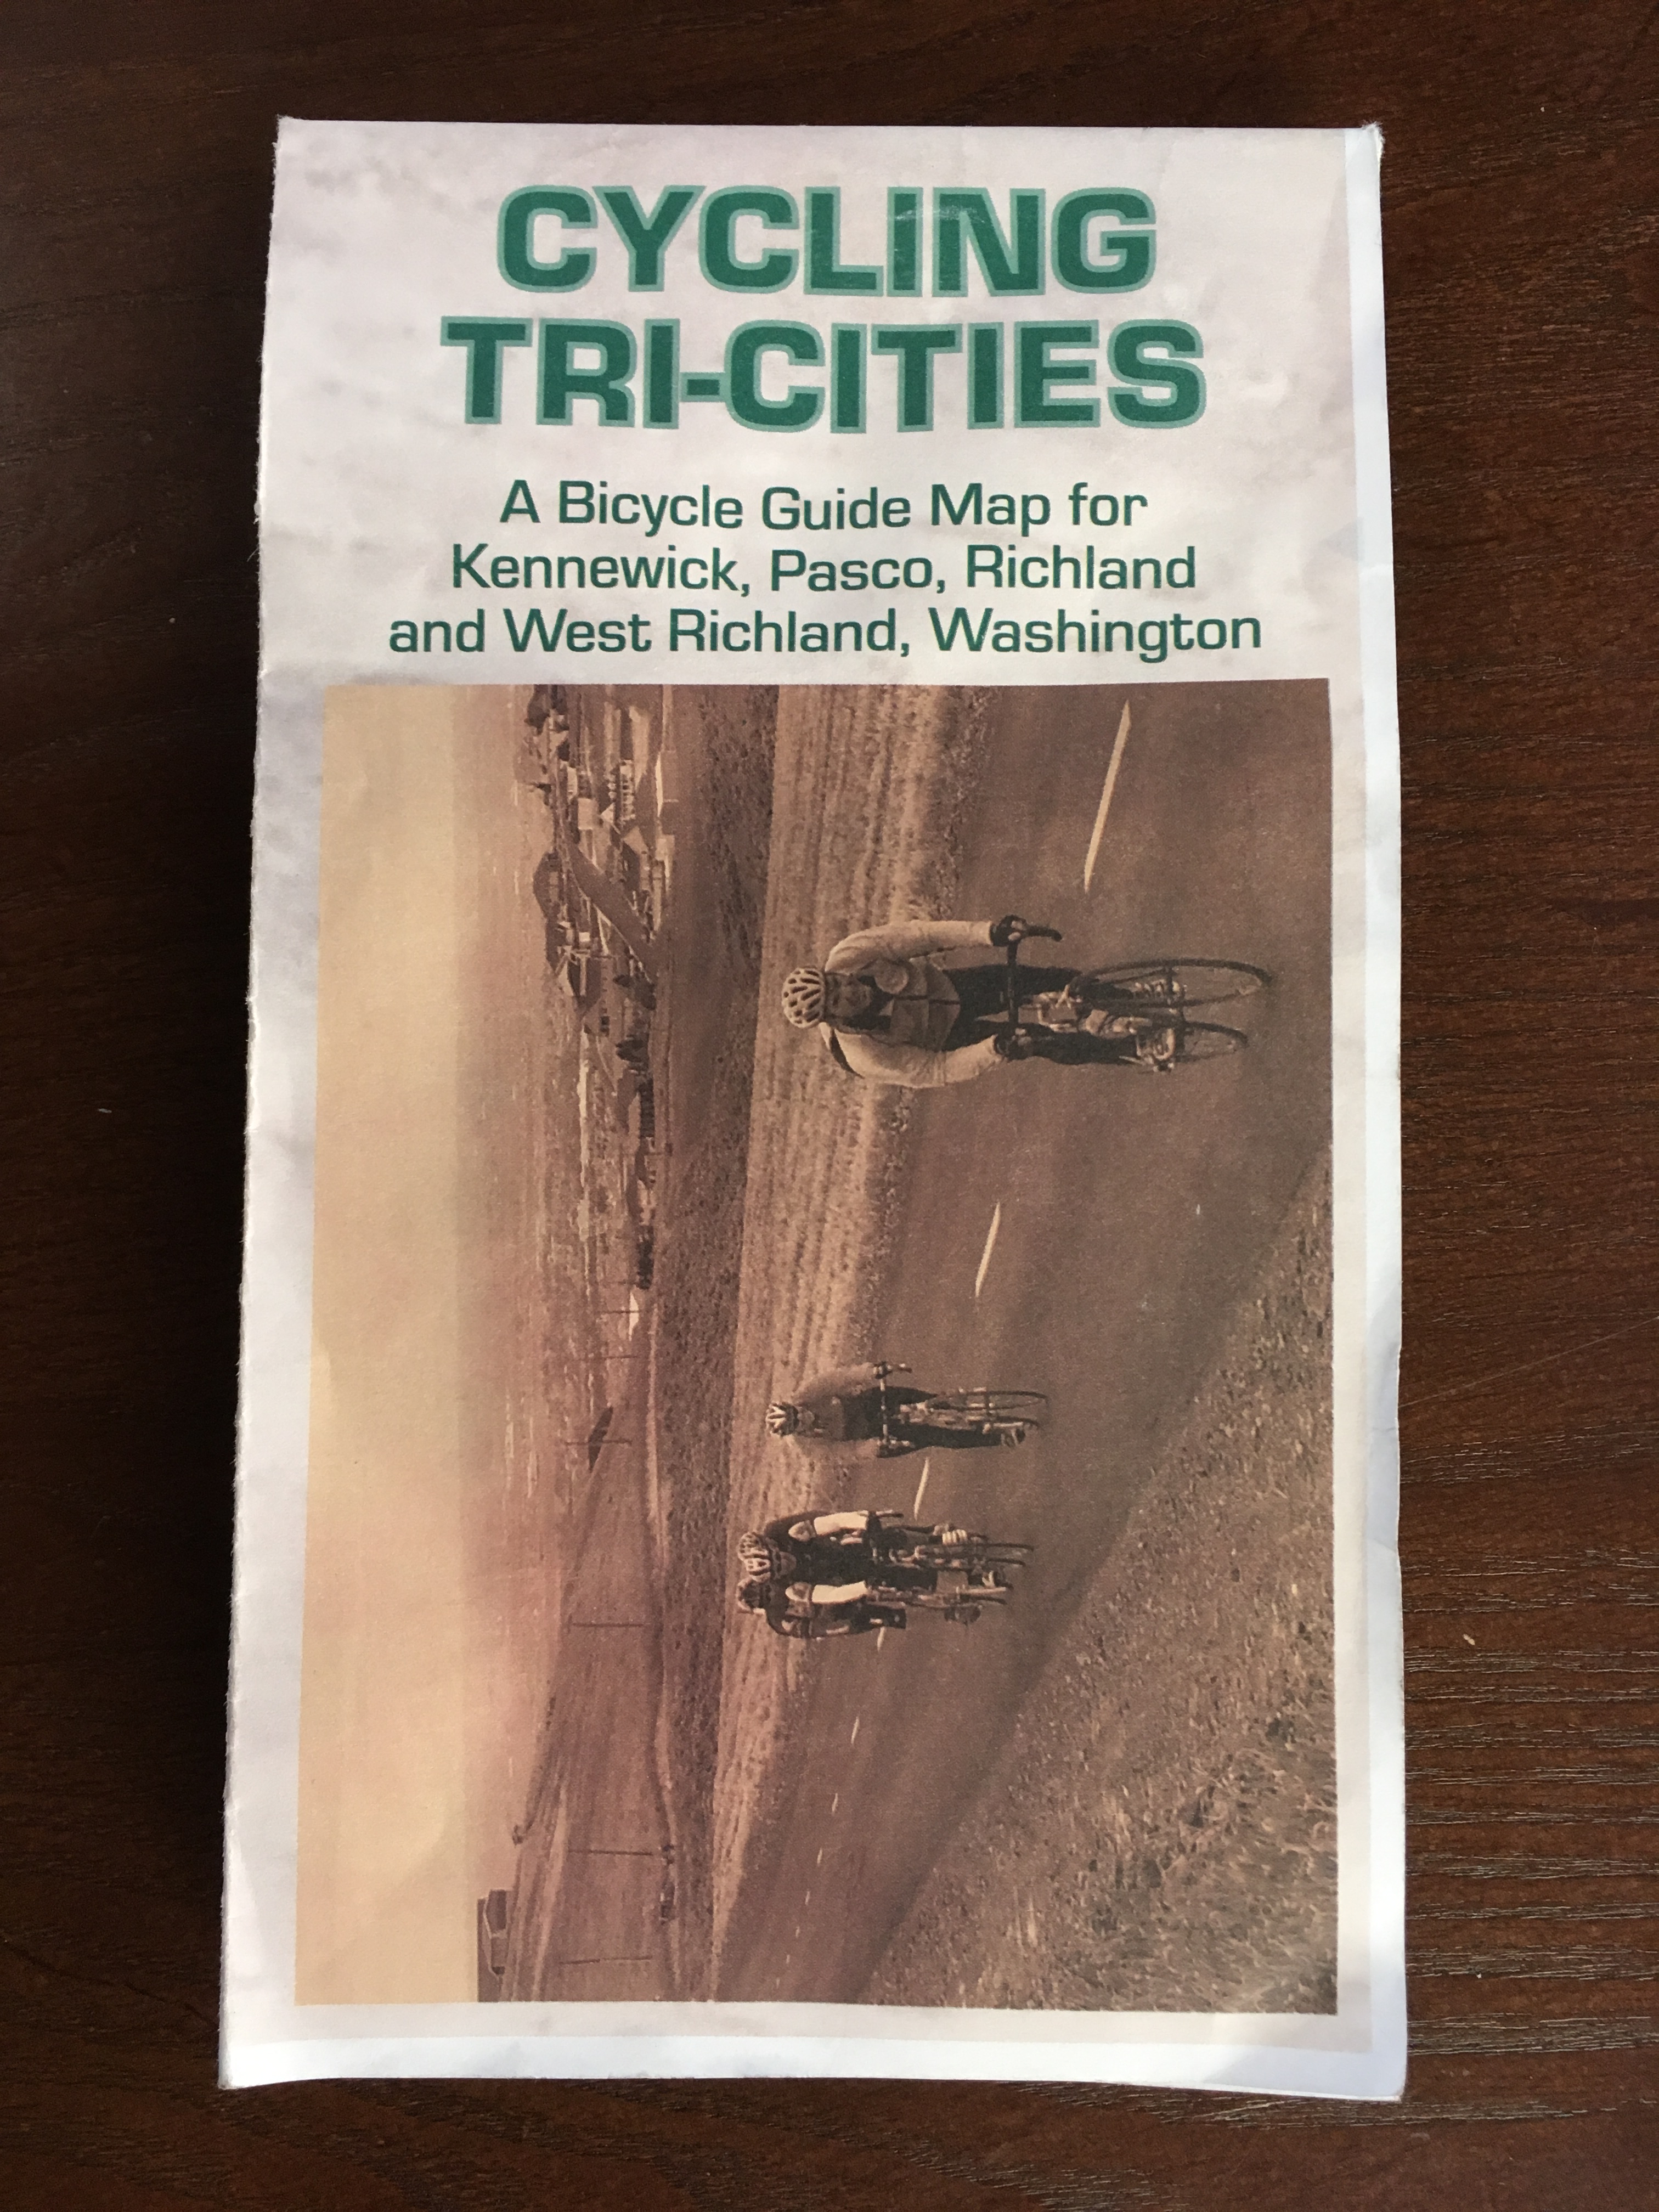 CYCLING
TRI-CITIES
A Bicycle Guide Map for
Kennewick, Pasco, Richland
and West Richland, Washington